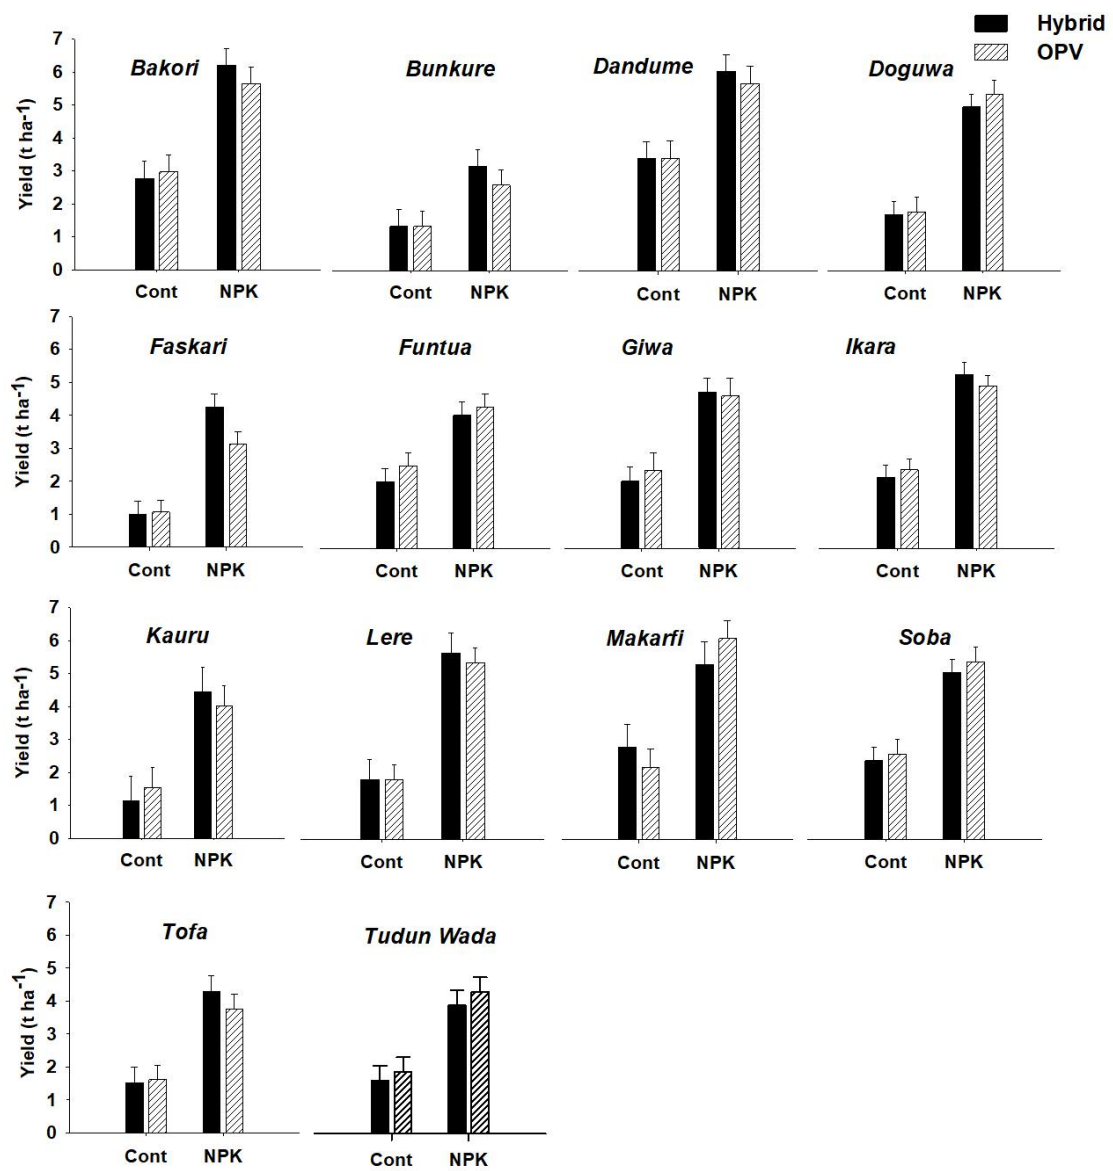 Hybrid
OPV
Bakori
Bunkure
Dandume
Doguwa
Yield (t ha-1)
7
6
5
4
3
2
1
0
Cont NPK
Cont NPK
Cont NPK
Cont NPK
Faskari
Funtua
Giwa
Ikara
Yield (t ha-1)
7
6
5
4
3
2
1
0
Cont NPK
Cont NPK
Cont NPK
Cont NPK
Kauru
Lere
Makarfi
Soba
Yield (t ha-1)
7
6
5
4
3
2
1
0
Cont NPK
Cont NPK
Cont NPK
Cont NPK
Tofa
Tudun Wada
Yield (t ha-1)
7
6
5
4
3
2
1
0
Cont NPK
Cont NPK